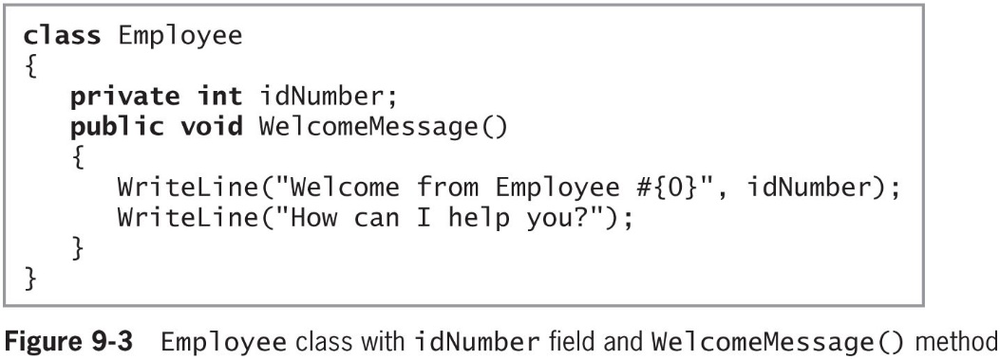 class Employee
{
   private int idNumber;
   public void WelcomeMessage()
   {
      WriteLine("Welcome from Employee #{0}", idNumber);
      WriteLine("How can I help you?");
   }
}
Figure 9-3 Employee class with idNumber field and WelcomeMessage() method